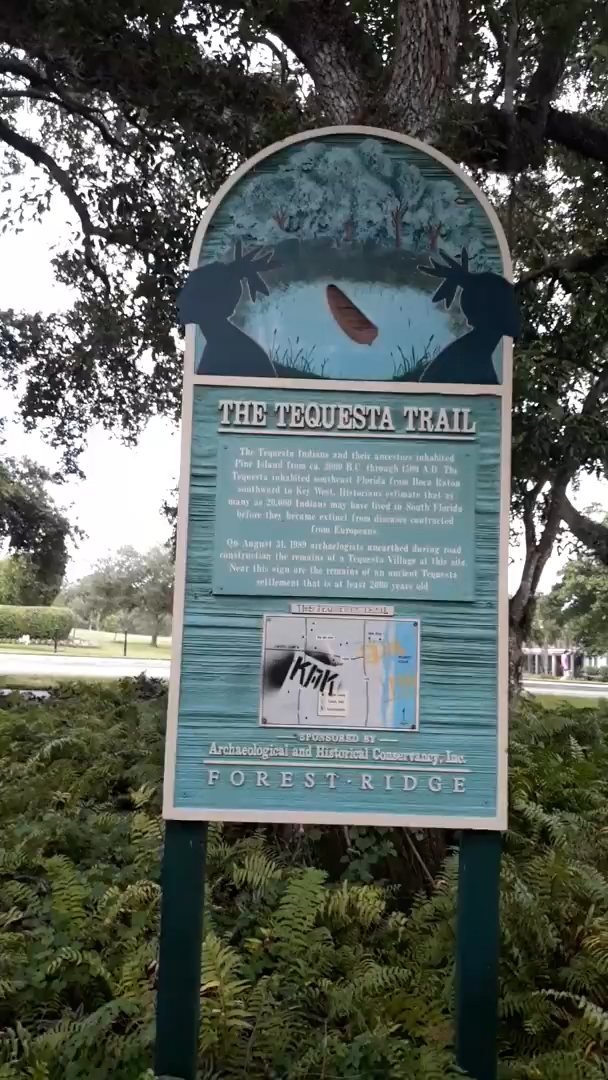 THE TEQUESTA TRAIL
The Tequesta Indians and their ancestors inhabited
Pine Island from ca. 3000 B.C. through 1500 A.D. The
Tequesta inhabited southeast Florida from Boca Raton
southward to Key West. Historians estimate that as
many as 20,000 Indians may have lived in South Florida
before they became extinct from diseases contracted
from Europeans.
On August 31, 1989 archaelogists unearthed during road
construction the remains of a Tequesta Village at this site.
Near this sign are the remains of an ancient Tequesta
settlement that is at least 2000 years old
THE TEQUESTA TRAIL
SPONSORED BY
Archaeological and Historical Conservancy, Inc.
FOREST-RIDGE